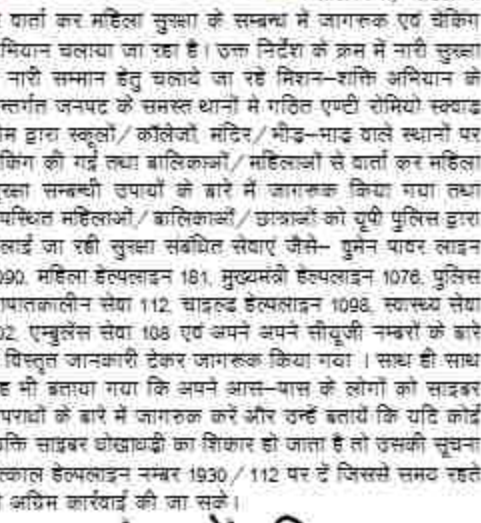 वार्ता कर महिला सुरक्षा के सम्बन्ध में जागरूक एवं चेकिंग
भियान चलाया जा रहा है। उक्त निर्देश के क्रम में नारी सुरक्षा
नारी सम्मान हेतु चलाये जा रहे मिशन–शक्ति अभियान के
न्तर्गत जनपद के समस्त थानों मे गठित एण्टी रोमियो स्क्वाड
म द्वारा स्कूलों/कॉलेजों, मंदिर/भीड–भाड वाले स्थानों पर
किंग की गई तथा बालिकाओं/महिलाओं से वार्ता कर महिला
रक्षा सम्बन्धी उपायों के बारे में जागरूक किया गया तथा
पस्थित महिलाओं/बालिकाओं/छात्राओं को यूपी पुलिस द्वारा
लाई जा रही सुरक्षा संबंधित सेवाएं जैसे– वुमेन पावर लाइन
090, महिला हेल्पलाइन 181, मुख्यमंत्री हेल्पलाइन 1076, पुलिस
ापातकालीन सेवा 112, चाइल्ड हेल्पलाइन 1098, स्वास्थ्य सेवा
02, एम्बुलेंस सेवा 108 एवं अपने अपने सीयूजी नम्बरों के बारे
विस्तृत जानकारी देकर जागरूक किया गया । साथ ही साथ
ह भी बताया गया कि अपने आस–पास के लोगों को साइबर
पराधों के बारे में जागरुक करें और उन्हें बतायें कि यदि कोई
क्ति साइबर धोखाधडी का शिकार हो जाता है तो उसकी सूचना
त्काल हेल्पलाइन नम्बर 1930/112 पर दें जिससे समय रहते
अग्रिम कार्रवाई की जा सके।